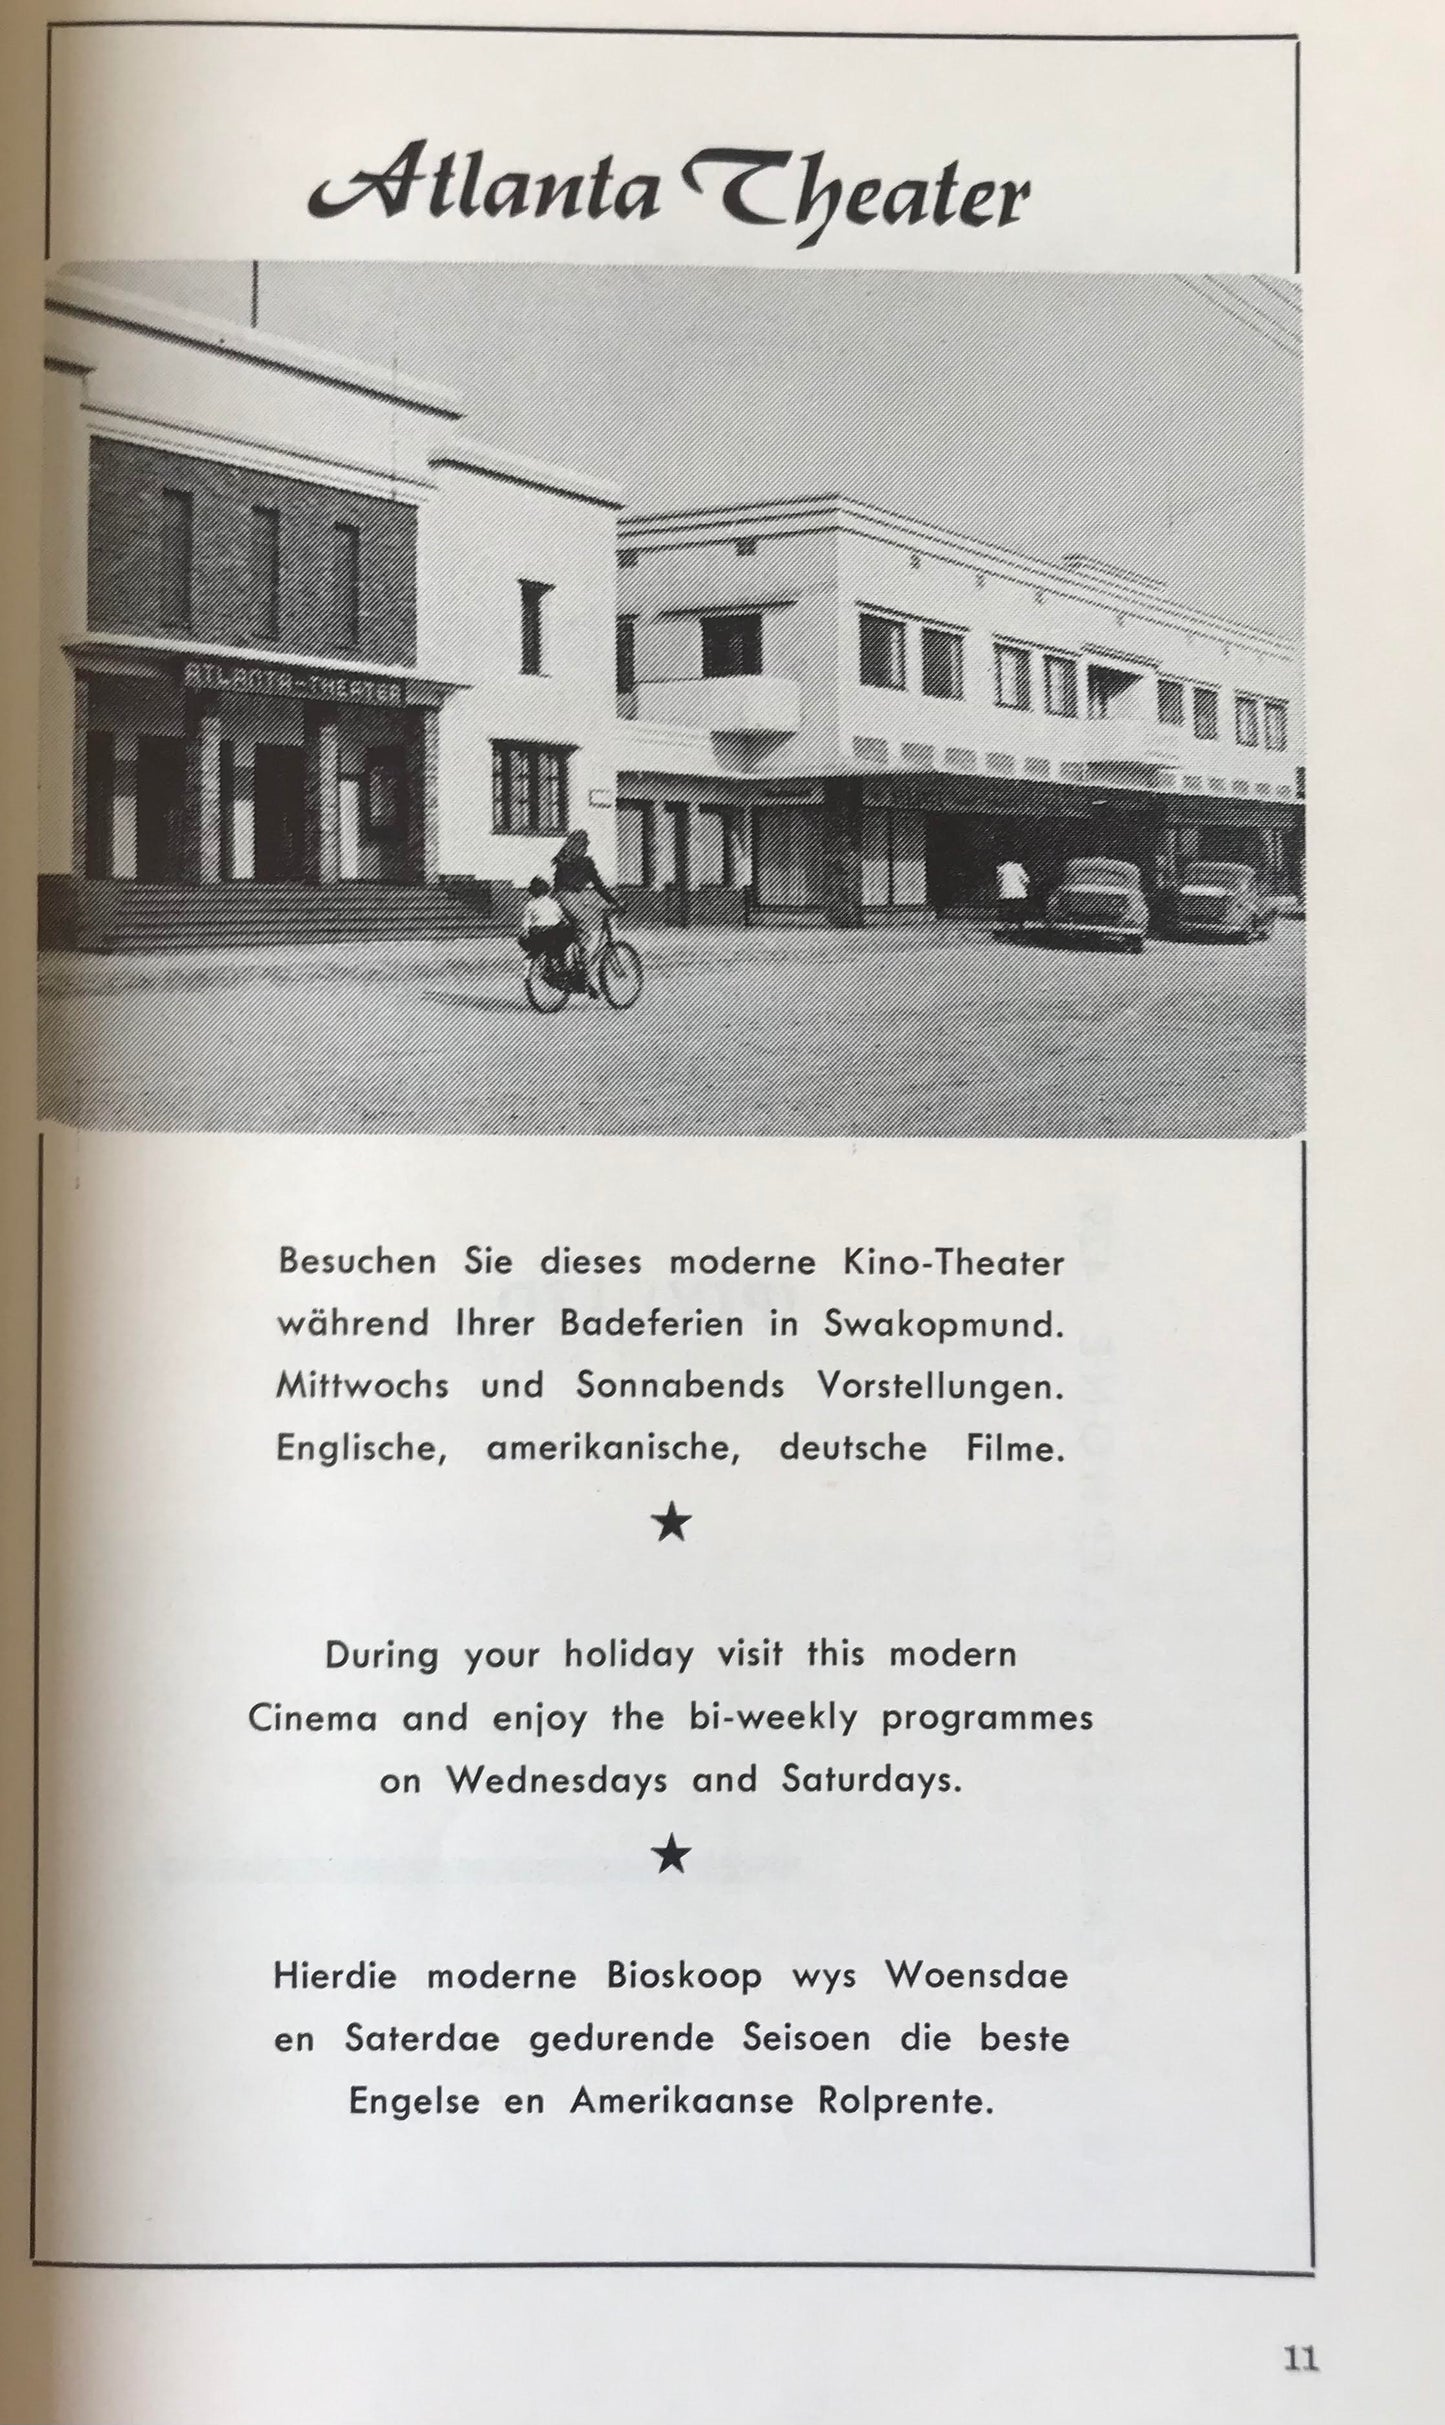 Atlanta Theater
ATLANTA-THEATER
Besuchen Sie dieses moderne Kino-Theater
während Ihrer Badeferien in Swakopmund.
Mittwochs und Sonnabends Vorstellungen.
Englische, amerikanische, deutsche Filme.
During your holiday visit this modern
Cinema and enjoy the bi-weekly programmes
on Wednesdays and Saturdays.
Hierdie moderne Bioskoop wys Woensdae
en Saterdae gedurende Seisoen die beste
Engelse en Amerikaanse Rolprente.
11